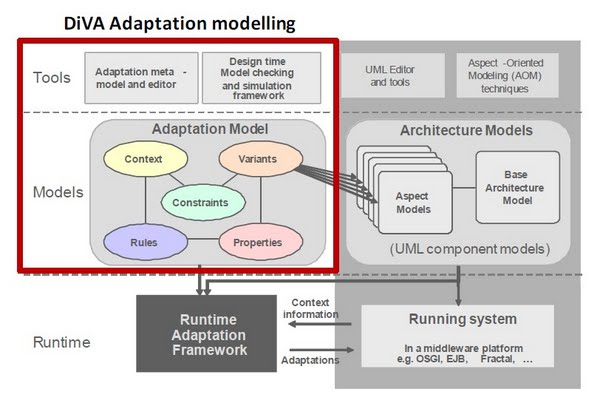 DiVA Adaptation modelling
Tools
Adaptation meta - model and editor
Design time
Model checking
and simulation
framework
UML Editor
and tools
Aspect -Oriented
Modeling (AOM)
techniques
Models
Adaptation Model
Context
Variants
Constraints
Rules
Properties
Architecture Models
Aspect
Models
Base
Architecture
Model
(UML component models)
Runtime
Runtime
Adaptation
Framework
Context
information
Adaptations
Running system
In a middleware platform
e.g. OSGI, EJB, Fractal, ...